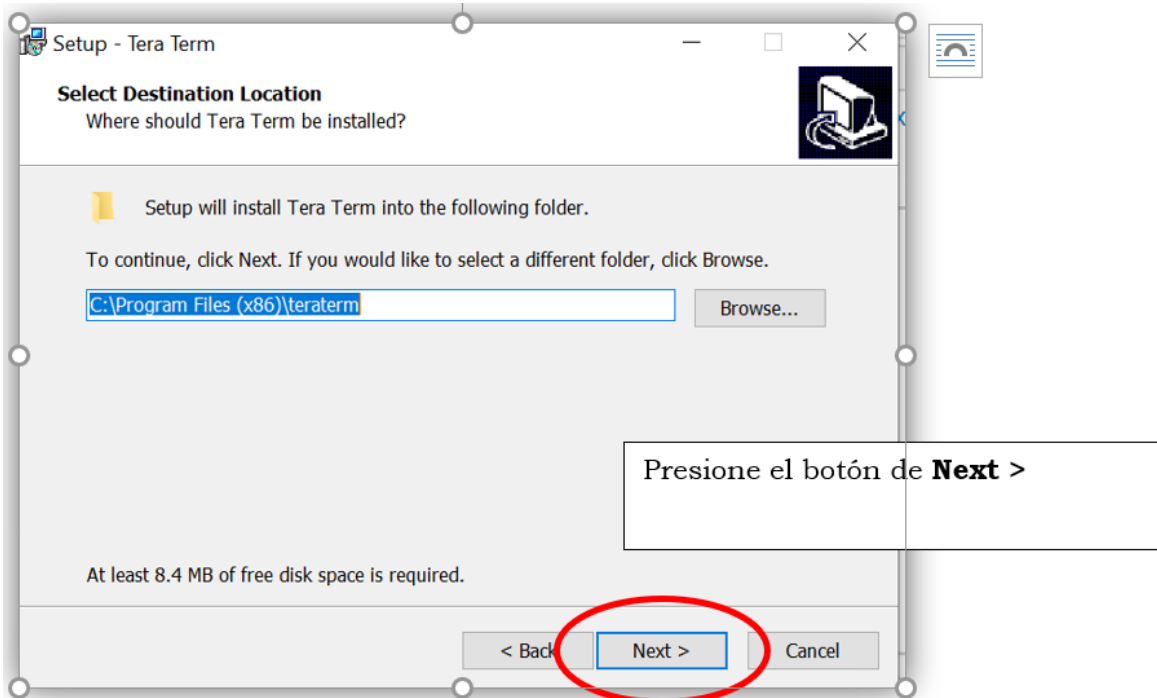 Setup - Tera Term
Select Destination Location
Where should Tera Term be installed?
Setup will install Tera Term into the following folder.
To continue, click Next. If you would like to select a different folder, click Browse.
C:\Program Files (x86)\teraterm
Browse...
Presione el botón de Next >
At least 8.4 MB of free disk space is required.
< Back
Next >
Cancel